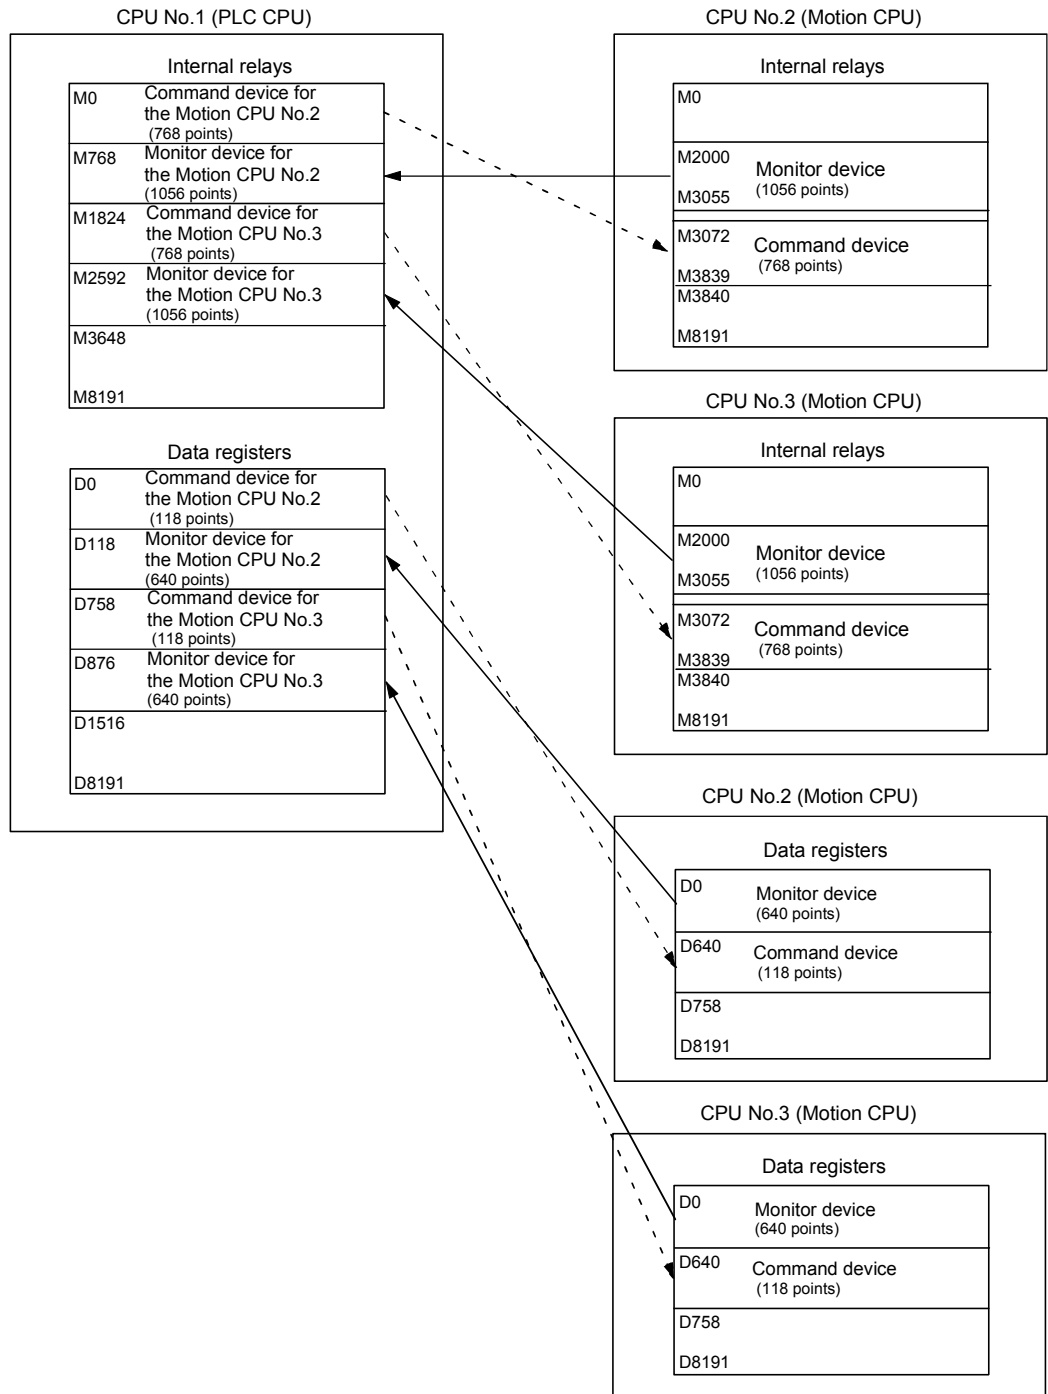 CPU No.1 (PLC CPU)
Internal relays
M0
Command device for
the Motion CPU No.2
(768 points)
M768
Monitor device for
the Motion CPU No.2
(1056 points)
M1824
Command device for
the Motion CPU No.3
(768 points)
M2592
Monitor device for
the Motion CPU No.3
(1056 points)
M3648
M8191
Data registers
D0
Command device for
the Motion CPU No.2
(118 points)
D118
Monitor device for
the Motion CPU No.2
(640 points)
D758
Command device for
the Motion CPU No.3
(118 points)
D876
Monitor device for
the Motion CPU No.3
(640 points)
D1516
D8191
CPU No.2 (Motion CPU)
Internal relays
M0
M2000
Monitor device
(1056 points)
M3055
M3072
Command device
(768 points)
M3839
M3840
M8191
CPU No.3 (Motion CPU)
Internal relays
M0
M2000
Monitor device
(1056 points)
M3055
M3072
Command device
(768 points)
M3839
M3840
M8191
CPU No.2 (Motion CPU)
Data registers
D0
Monitor device
(640 points)
D640
Command device
(118 points)
D758
D8191
CPU No.3 (Motion CPU)
Data registers
D0
Monitor device
(640 points)
D640
Command device
(118 points)
D758
D8191